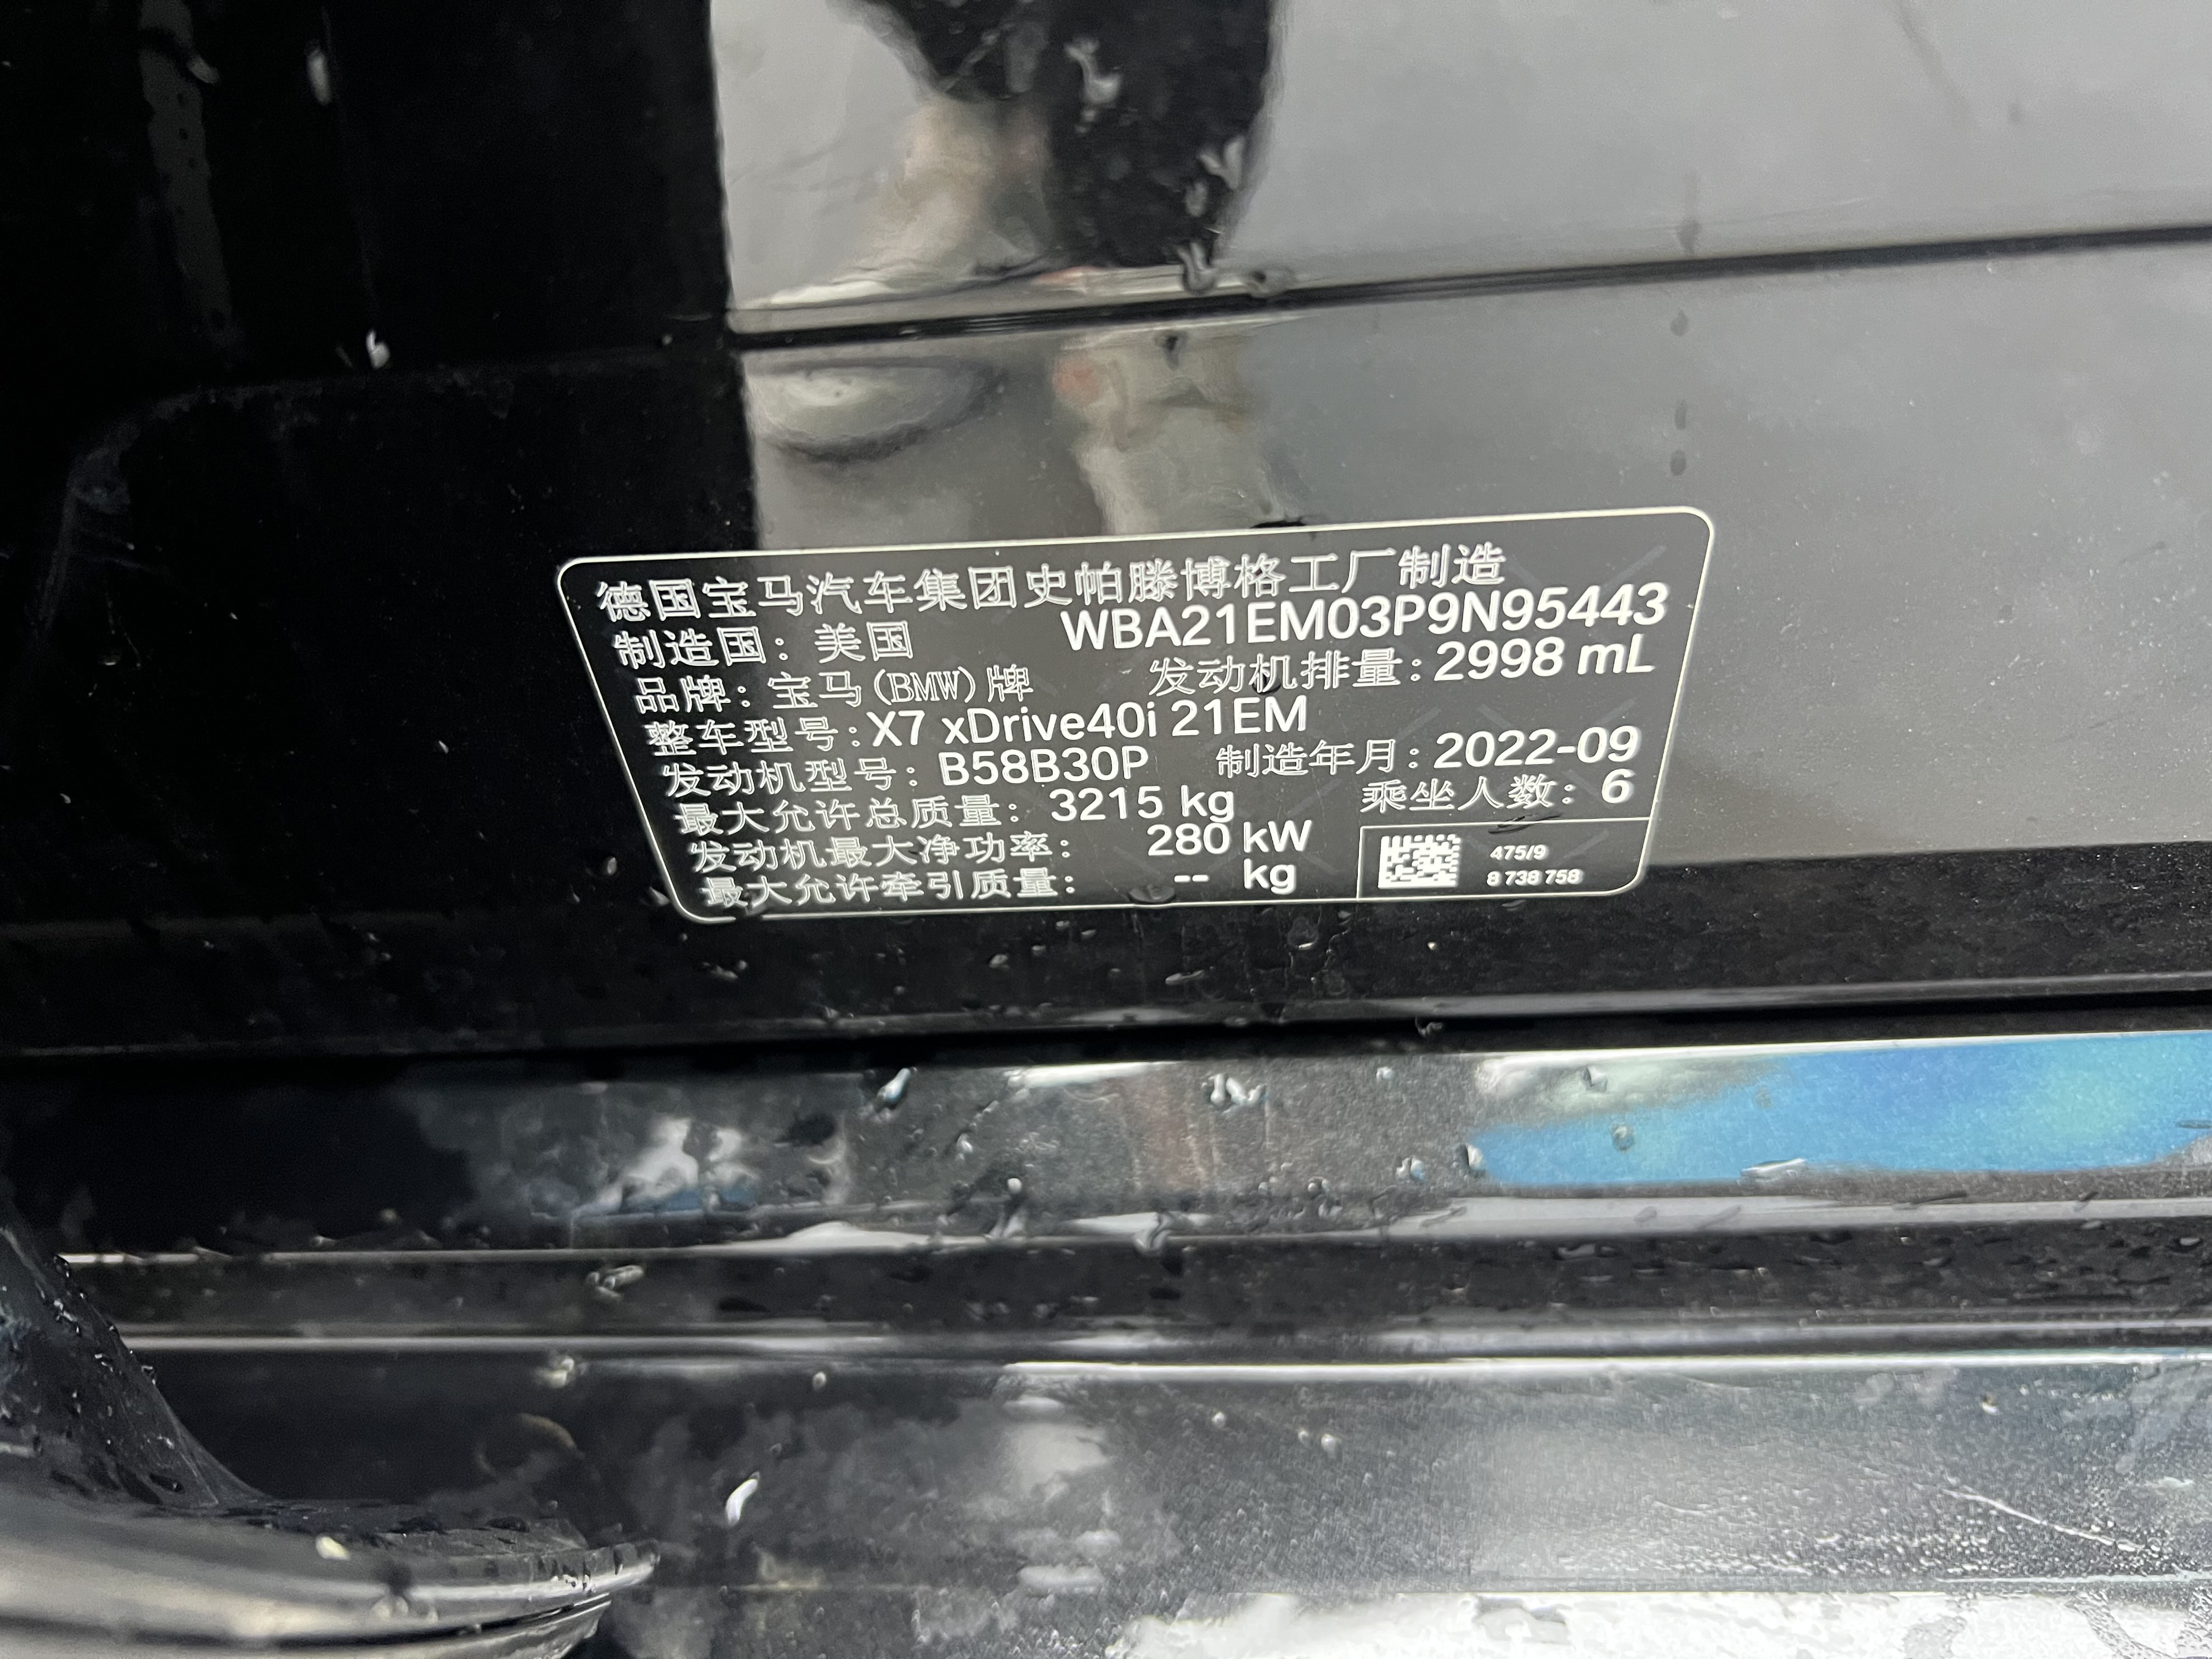 德国宝马汽车集团史帕滕博格工厂制造
制造国：美国 WBA21EM03P9N95443
品牌：宝马(BMW)牌 发动机排量：2998 mL
整车型号：X7 xDrive40i 21EM
发动机型号：B58B30P 制造年月：2022-09
最大允许总质量：3215 kg 乘坐人数：6
发动机最大净功率：280 kW
最大允许牵引质量：-- kg
475/9
8 738 758